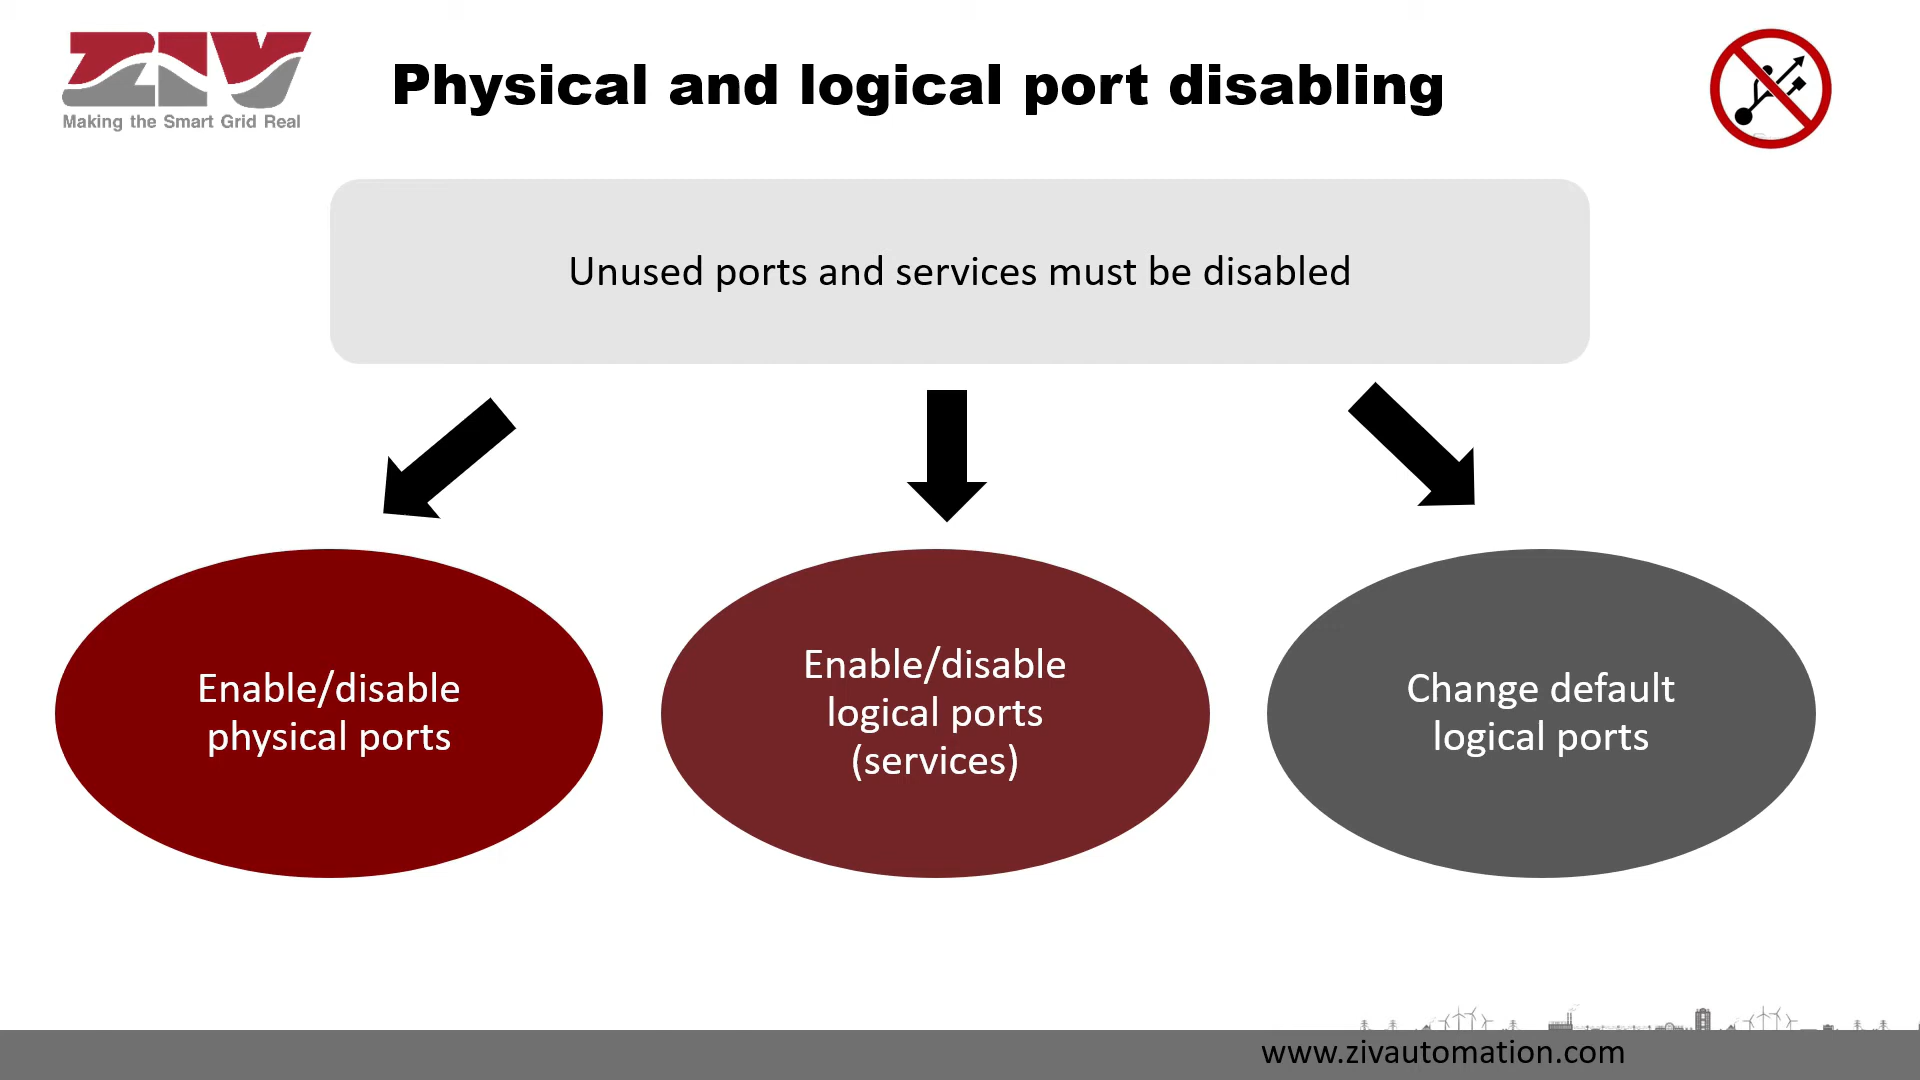 ZIV
Making the Smart Grid Real
Physical and logical port disabling
Unused ports and services must be disabled
Enable/disable
physical ports
Enable/disable
logical ports
(services)
Change default
logical ports
www.zivautomation.com